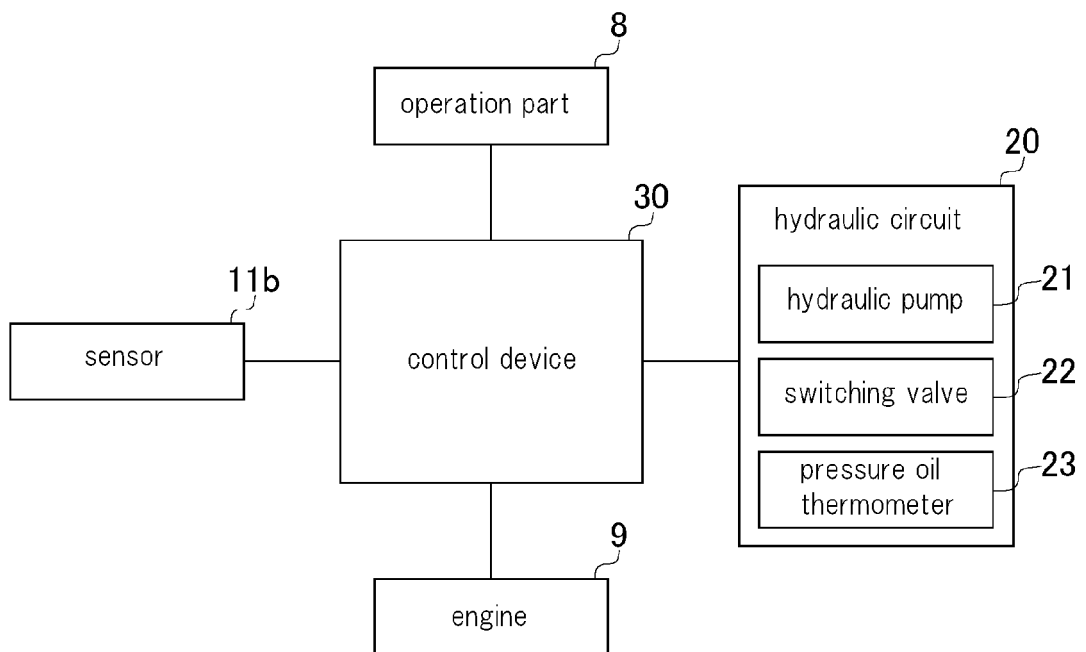 8
operation part
20
30
hydraulic circuit
11b
21
hydraulic pump
sensor
control device
22
switching valve
23
pressure oil
thermometer
9
engine